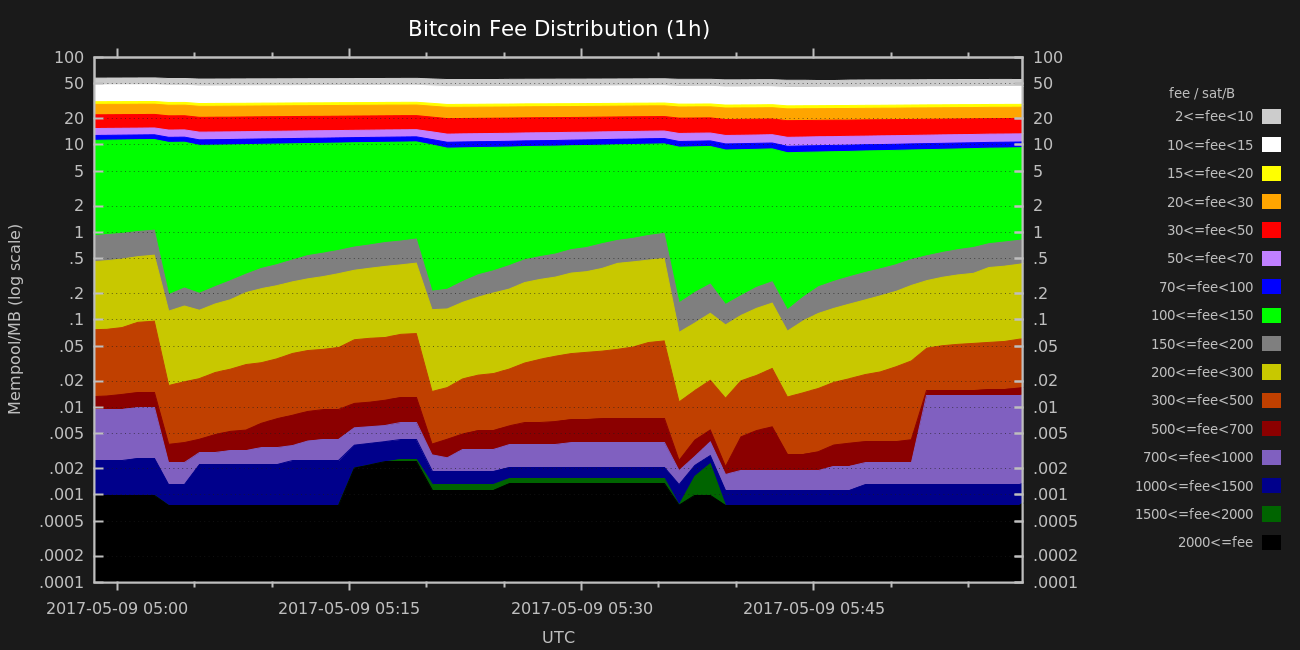 Bitcoin Fee Distribution (1h)
Mempool/MB (log scale)
100
50
20
10
5
2
1
.5
.2
.1
.05
.02
.01
.005
.002
.001
.0005
.0002
.0001
100
50
20
10
5
2
1
.5
.2
.1
.05
.02
.01
.005
.002
.001
.0005
.0002
.0001
2017-05-09 05:00
2017-05-09 05:15
2017-05-09 05:30
2017-05-09 05:45
UTC
fee / sat/B
2<=fee<10
10<=fee<15
15<=fee<20
20<=fee<30
30<=fee<50
50<=fee<70
70<=fee<100
100<=fee<150
150<=fee<200
200<=fee<300
300<=fee<500
500<=fee<700
700<=fee<1000
1000<=fee<1500
1500<=fee<2000
2000<=fee